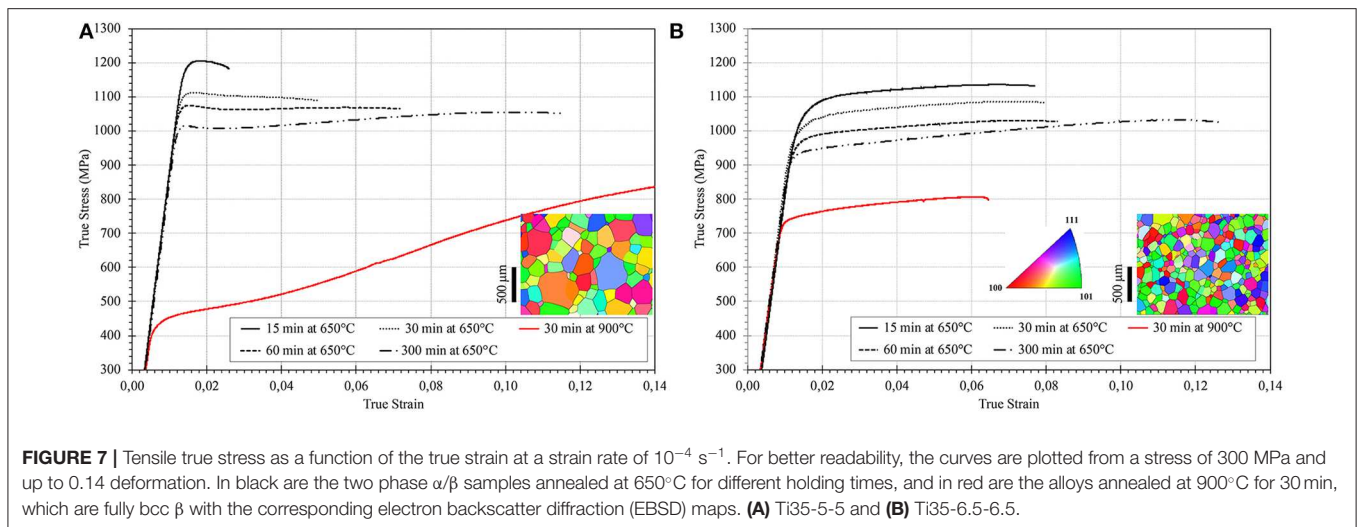 A
B
True Stress (MPa)
1300
1200
1100
1000
900
800
700
600
500
400
300
0,00 0,02 0,04 0,06 0,08 0,10 0,12 0,14
True Strain
500 µm
15 min at 650°C 30 min at 650°C 30 min at 900°C
60 min at 650°C 300 min at 650°C
True Stress (MPa)
1300
1200
1100
1000
900
800
700
600
500
400
300
0,00 0,02 0,04 0,06 0,08 0,10 0,12 0,14
True Strain
111
100
101
500 µm
15 min at 650°C 30 min at 650°C 30 min at 900°C
60 min at 650°C 300 min at 650°C
FIGURE 7 | Tensile true stress as a function of the true strain at a strain rate of 10⁻⁴ s⁻¹. For better readability, the curves are plotted from a stress of 300 MPa and
up to 0.14 deformation. In black are the two phase α/β samples annealed at 650°C for different holding times, and in red are the alloys annealed at 900°C for 30 min,
which are fully bcc β with the corresponding electron backscatter diffraction (EBSD) maps. (A) Ti35-5-5 and (B) Ti35-6.5-6.5.